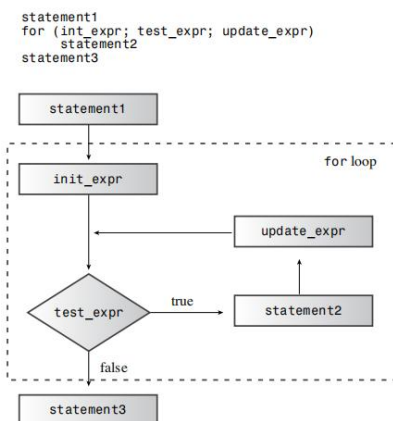 statement1
for (int_expr; test_expr; update_expr)
statement2
statement3
statement1
for loop
init_expr
update_expr
test_expr
true
statement2
false
statement3